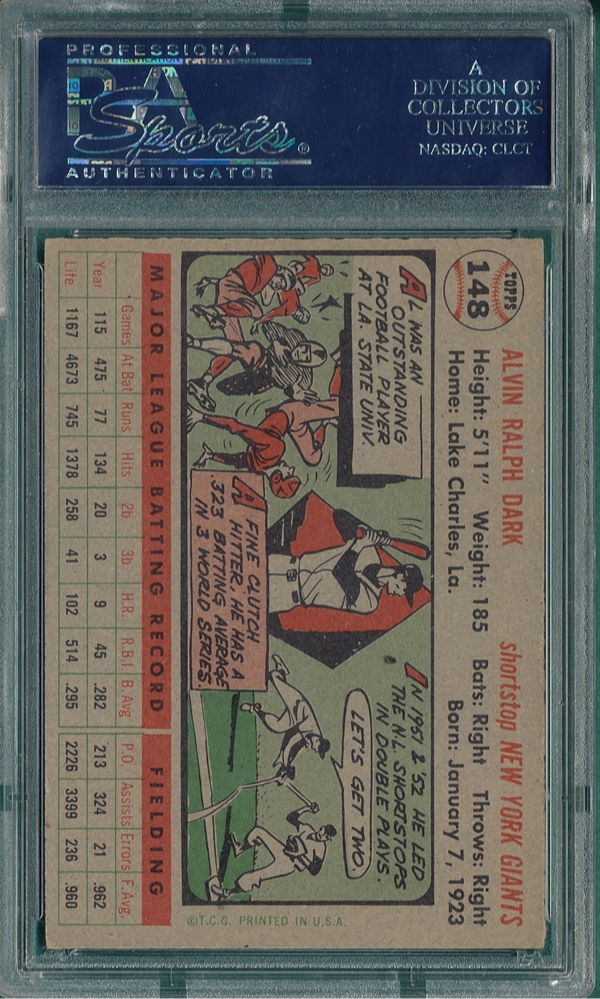 PROFESSIONAL
PSA
Sports®
AUTHENTICATOR
A
DIVISION OF
COLLECTORS
UNIVERSE
NASDAQ: CLCT
TOPPS
148
ALVIN RALPH DARK shortstop NEW YORK GIANTS
Height: 5'11" Weight: 185 Bats: Right Throws: Right
Home: Lake Charles, La. Born: January 7, 1923
AL WAS AN
OUTSTANDING
FOOTBALL PLAYER
AT LA. STATE UNIV.
A FINE CLUTCH
HITTER, HE HAS A
.323 BATTING AVERAGE
IN 3 WORLD SERIES.
IN 1951 & '52 HE LED
THE N.L. SHORTSTOPS
IN DOUBLE PLAYS.
LET'S GET TWO.
©T.C.G. PRINTED IN U.S.A.
MAJOR LEAGUE BATTING RECORD FIELDING
Games At Bat Runs Hits 2b 3b H.R. R.B.I B. Avg P.O. Assists Errors F. Avg.
Year 115 475 77 134 20 3 9 45 .282 213 324 21 .962
Life 1167 4673 745 1378 258 41 102 514 .295 2226 3399 236 .960